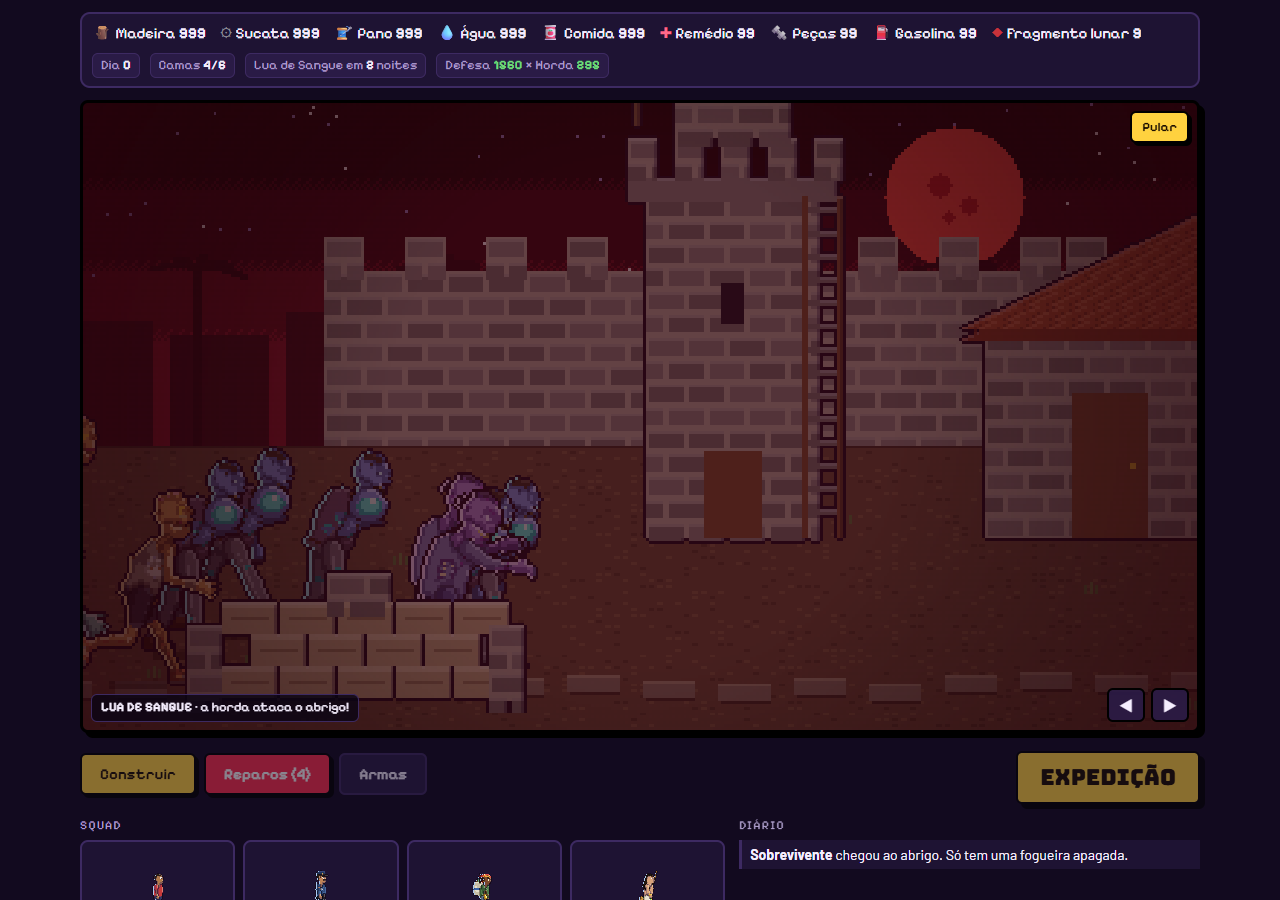 Madeira 999 Sucata 999 Pano 999 Água 999 Comida 999 Remédio 99 Peças 99 Gasolina 99 Fragmento lunar 9
Dia 0 Camas 4/6 Lua de Sangue em 8 noites Defesa 1860 × Horda 898
Pular
LUA DE SANGUE · a horda ataca o abrigo!
Construir Reparos (4) Armas EXPEDIÇÃO
SQUAD DIÁRIO
Sobrevivente chegou ao abrigo. Só tem uma fogueira apagada.